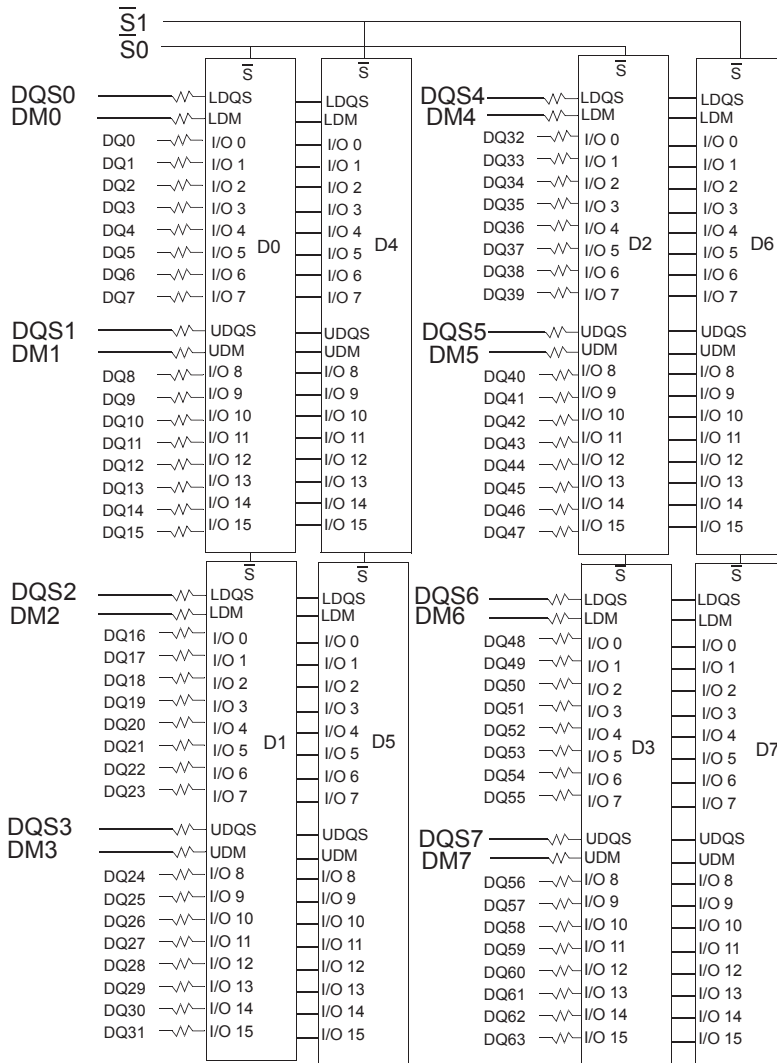 S̅1
S̅0
S̅ S̅
DQS0 LDQS LDQS
DM0 LDM LDM
DQ0 I/O 0 I/O 0
DQ1 I/O 1 I/O 1
DQ2 I/O 2 I/O 2
DQ3 I/O 3 I/O 3
DQ4 I/O 4 I/O 4
DQ5 I/O 5 D0 I/O 5 D4
DQ6 I/O 6 I/O 6
DQ7 I/O 7 I/O 7
DQS1 UDQS UDQS
DM1 UDM UDM
DQ8 I/O 8 I/O 8
DQ9 I/O 9 I/O 9
DQ10 I/O 10 I/O 10
DQ11 I/O 11 I/O 11
DQ12 I/O 12 I/O 12
DQ13 I/O 13 I/O 13
DQ14 I/O 14 I/O 14
DQ15 I/O 15 I/O 15
S̅ S̅
DQS4 LDQS LDQS
DM4 LDM LDM
DQ32 I/O 0 I/O 0
DQ33 I/O 1 I/O 1
DQ34 I/O 2 I/O 2
DQ35 I/O 3 I/O 3
DQ36 I/O 4 I/O 4
DQ37 I/O 5 D2 I/O 5 D6
DQ38 I/O 6 I/O 6
DQ39 I/O 7 I/O 7
DQS5 UDQS UDQS
DM5 UDM UDM
DQ40 I/O 8 I/O 8
DQ41 I/O 9 I/O 9
DQ42 I/O 10 I/O 10
DQ43 I/O 11 I/O 11
DQ44 I/O 12 I/O 12
DQ45 I/O 13 I/O 13
DQ46 I/O 14 I/O 14
DQ47 I/O 15 I/O 15
S̅ S̅
DQS2 LDQS LDQS
DM2 LDM LDM
DQ16 I/O 0 I/O 0
DQ17 I/O 1 I/O 1
DQ18 I/O 2 I/O 2
DQ19 I/O 3 I/O 3
DQ20 I/O 4 I/O 4
DQ21 I/O 5 D1 I/O 5 D5
DQ22 I/O 6 I/O 6
DQ23 I/O 7 I/O 7
DQS3 UDQS UDQS
DM3 UDM UDM
DQ24 I/O 8 I/O 8
DQ25 I/O 9 I/O 9
DQ26 I/O 10 I/O 10
DQ27 I/O 11 I/O 11
DQ28 I/O 12 I/O 12
DQ29 I/O 13 I/O 13
DQ30 I/O 14 I/O 14
DQ31 I/O 15 I/O 15
S̅ S̅
DQS6 LDQS LDQS
DM6 LDM LDM
DQ48 I/O 0 I/O 0
DQ49 I/O 1 I/O 1
DQ50 I/O 2 I/O 2
DQ51 I/O 3 I/O 3
DQ52 I/O 4 I/O 4
DQ53 I/O 5 D3 I/O 5 D7
DQ54 I/O 6 I/O 6
DQ55 I/O 7 I/O 7
DQS7 UDQS UDQS
DM7 UDM UDM
DQ56 I/O 8 I/O 8
DQ57 I/O 9 I/O 9
DQ58 I/O 10 I/O 10
DQ59 I/O 11 I/O 11
DQ60 I/O 12 I/O 12
DQ61 I/O 13 I/O 13
DQ62 I/O 14 I/O 14
DQ63 I/O 15 I/O 15